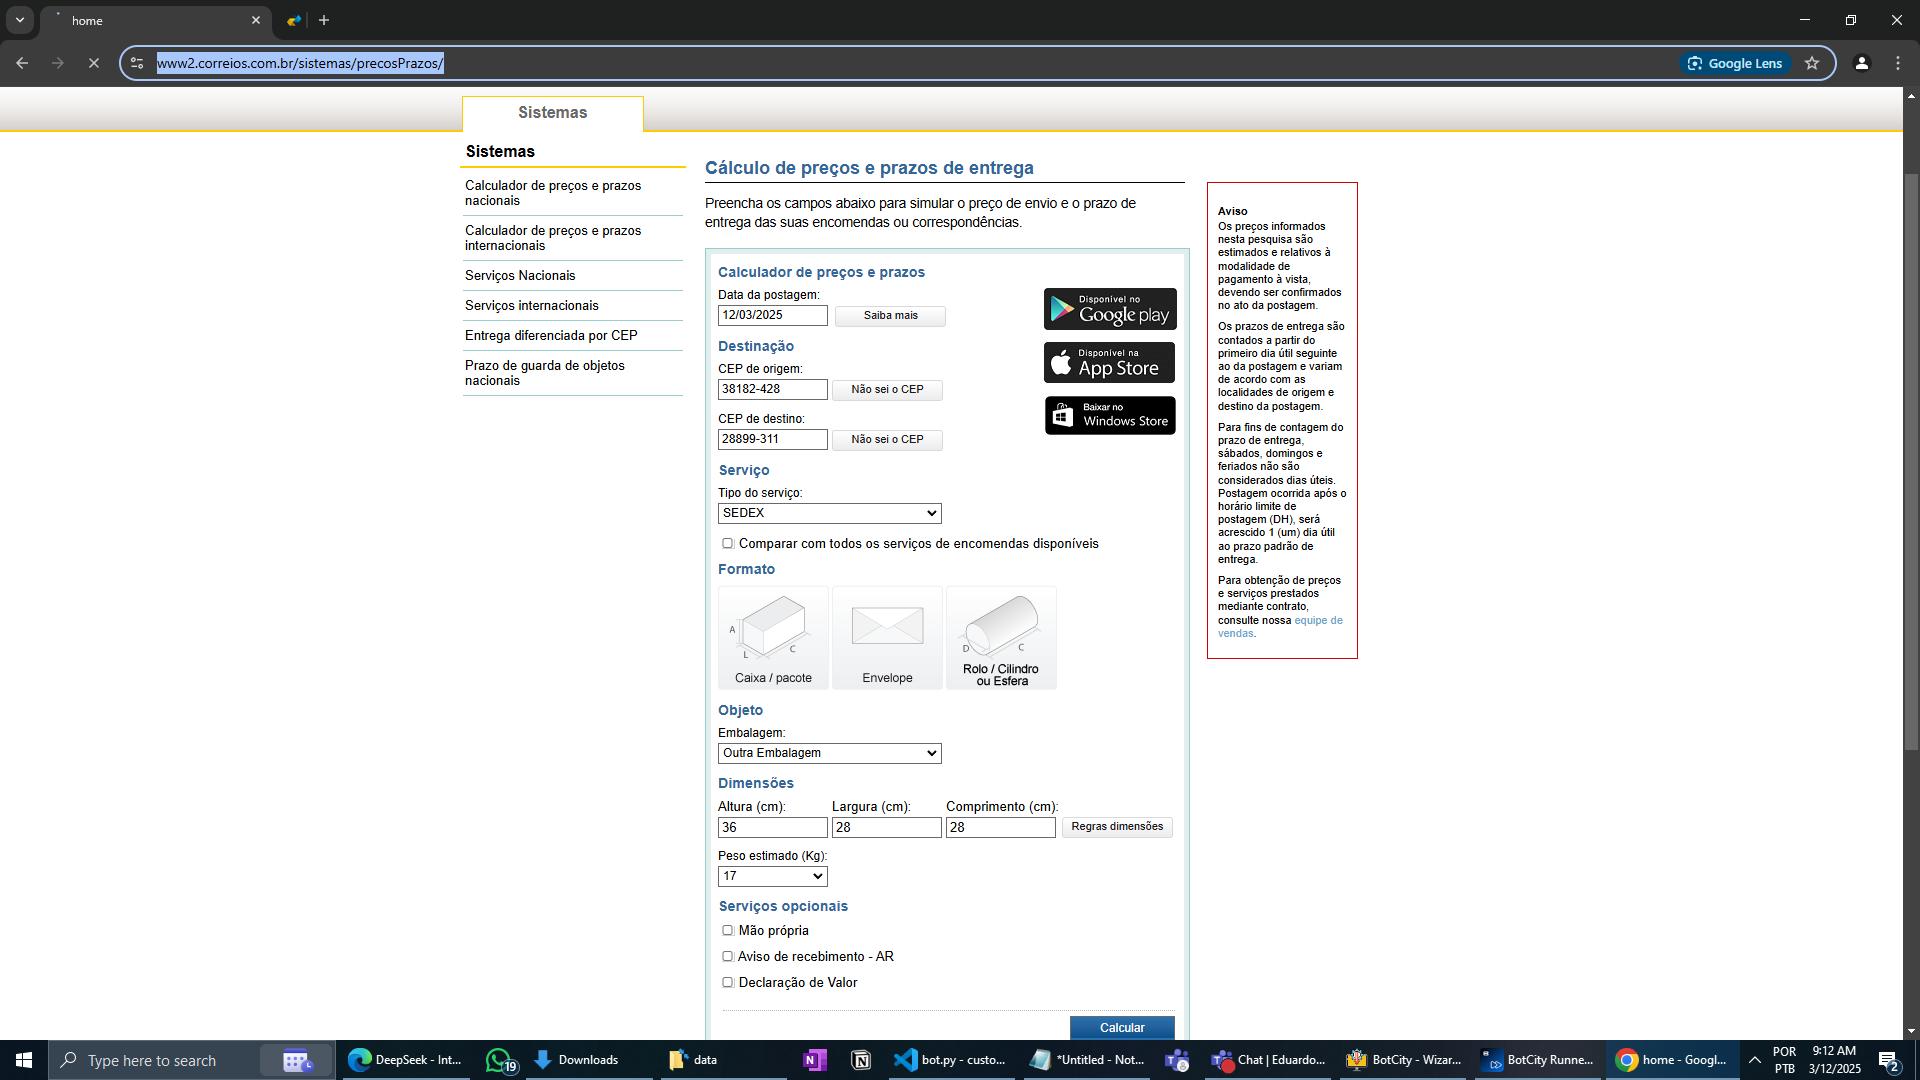 home
www2.correios.com.br/sistemas/precosPrazos/
Google Lens
Sistemas
Sistemas
Calculador de preços e prazos
nacionais
Calculador de preços e prazos
internacionais
Serviços Nacionais
Serviços internacionais
Entrega diferenciada por CEP
Prazo de guarda de objetos
nacionais
Cálculo de preços e prazos de entrega
Preencha os campos abaixo para simular o preço de envio e o prazo de
entrega das suas encomendas ou correspondências.
Calculador de preços e prazos
Data da postagem:
12/03/2025
Saiba mais
Destinação
CEP de origem:
38182-428
Não sei o CEP
CEP de destino:
28899-311
Não sei o CEP
Disponível no
Google play
Disponível na
App Store
Baixar no
Windows Store
Serviço
Tipo do serviço:
SEDEX
Comparar com todos os serviços de encomendas disponíveis
Formato
A
L
C
Caixa / pacote
Envelope
D
C
Rolo / Cilindro
ou Esfera
Objeto
Embalagem:
Outra Embalagem
Dimensões
Altura (cm): Largura (cm): Comprimento (cm):
36 28 28 Regras dimensões
Peso estimado (Kg):
17
Serviços opcionais
Mão própria
Aviso de recebimento - AR
Declaração de Valor
Calcular
Aviso
Os preços informados
nesta pesquisa são
estimados e relativos à
modalidade de
pagamento à vista,
devendo ser confirmados
no ato da postagem.
Os prazos de entrega são
contados a partir do
primeiro dia útil seguinte
ao da postagem e variam
de acordo com as
localidades de origem e
destino da postagem.
Para fins de contagem do
prazo de entrega,
sábados, domingos e
feriados não são
considerados dias úteis.
Postagem ocorrida após o
horário limite de
postagem (DH), será
acrescido 1 (um) dia útil
ao prazo padrão de
entrega.
Para obtenção de preços
e serviços prestados
mediante contrato,
consulte nossa equipe de
vendas.
Type here to search
DeepSeek - Int...
19
Downloads
data
bot.py - custo...
*Untitled - Not...
Chat | Eduardo...
BotCity - Wizar...
BotCity Runne...
home - Googl...
POR
PTB
9:12 AM
3/12/2025
2